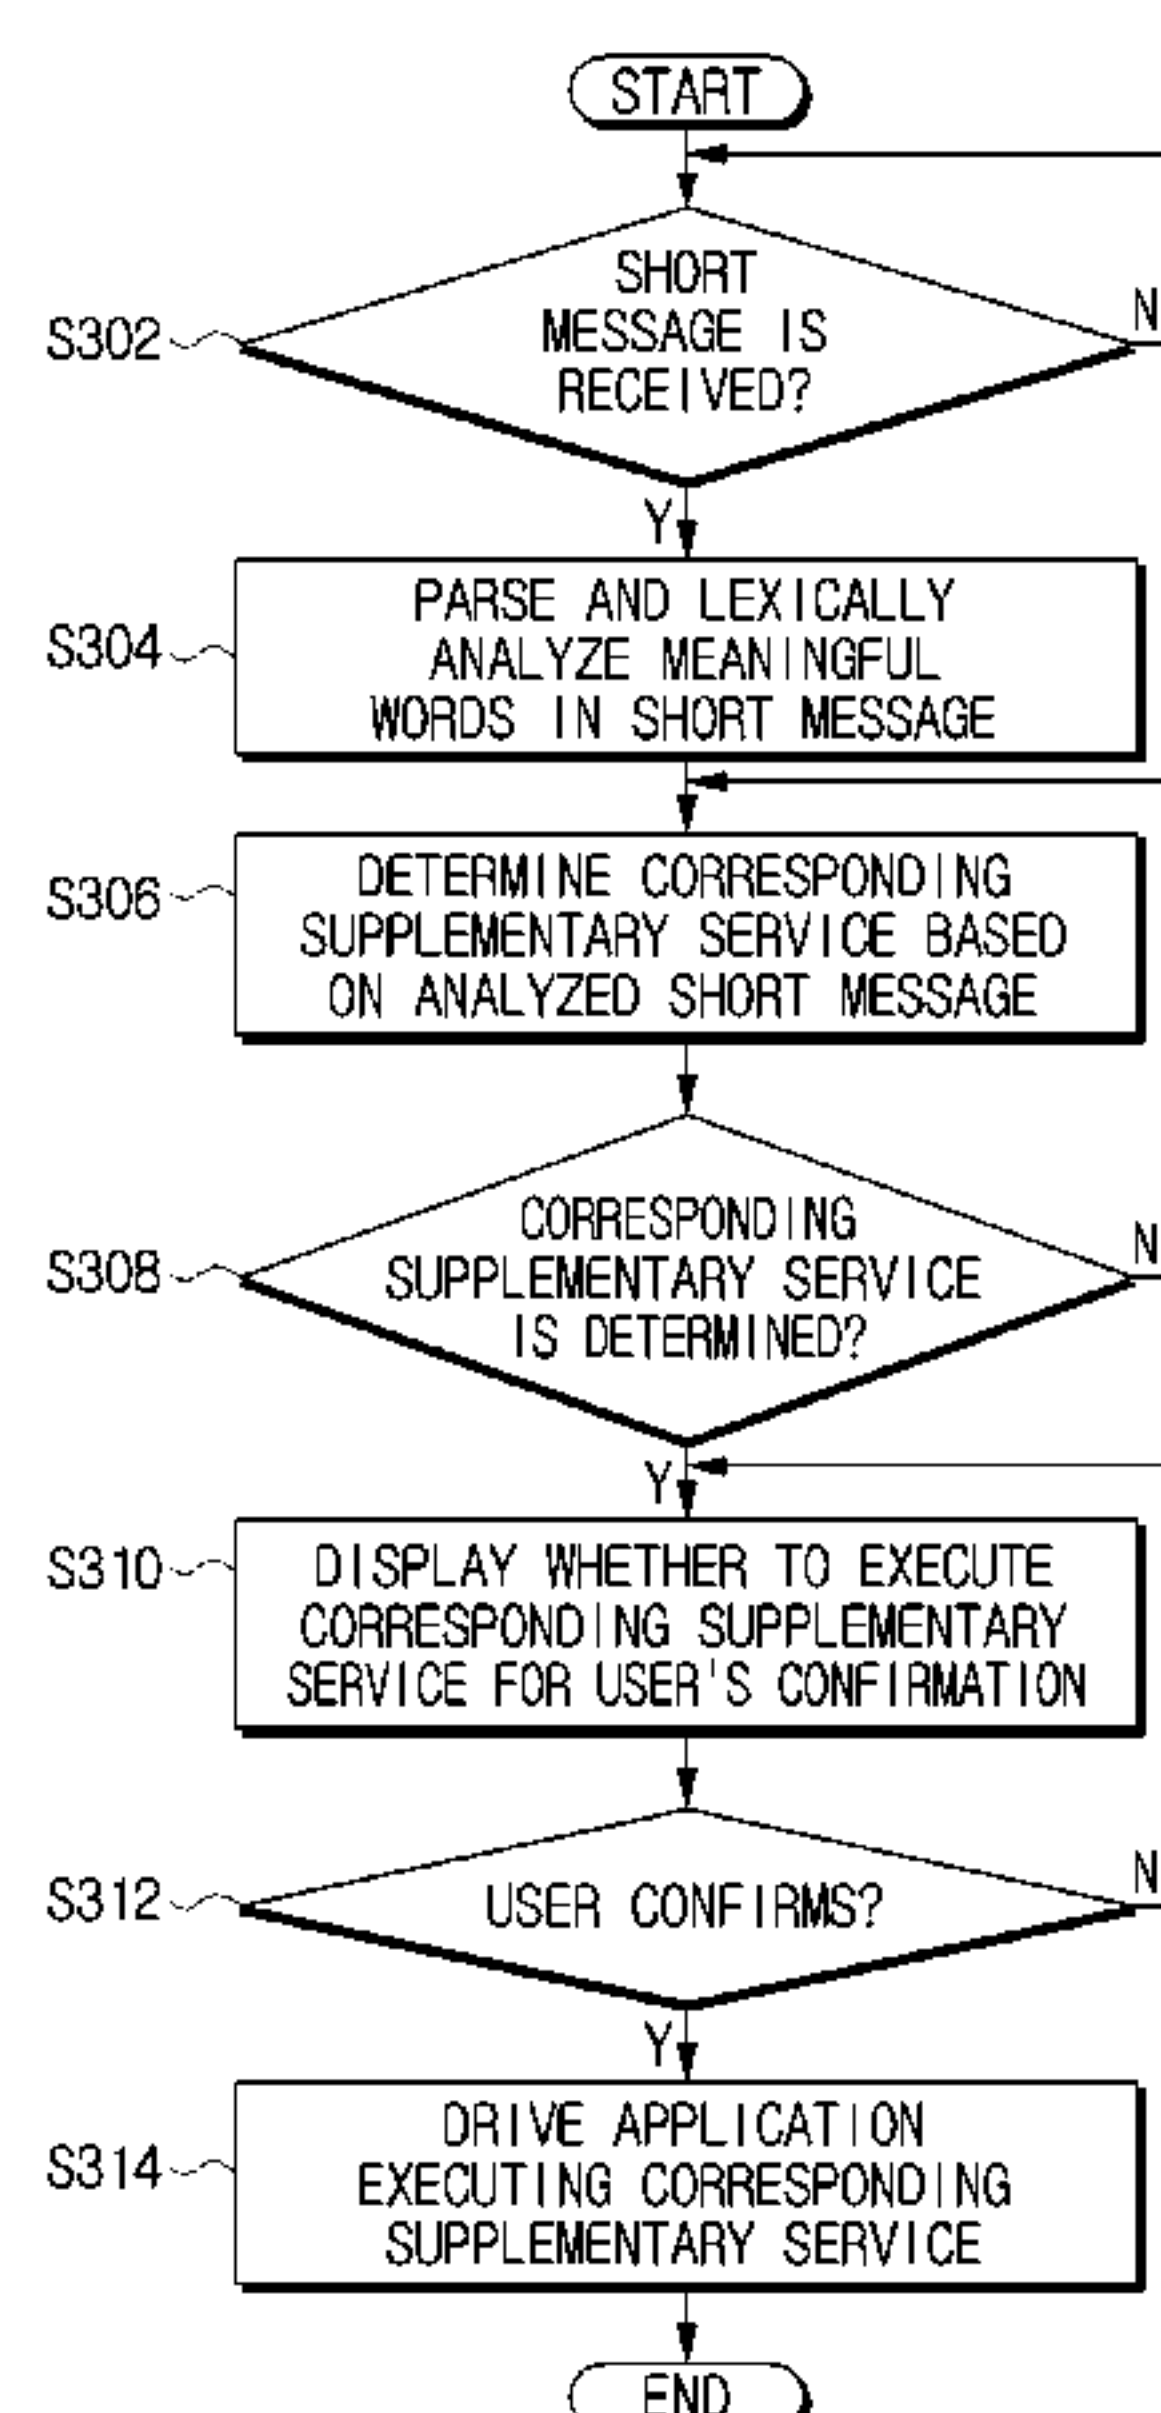 START
SHORT
MESSAGE IS
RECEIVED?
N
S302
Y
PARSE AND LEXICALLY
ANALYZE MEANINGFUL
WORDS IN SHORT MESSAGE
S304
DETERMINE CORRESPONDING
SUPPLEMENTARY SERVICE BASED
ON ANALYZED SHORT MESSAGE
S306
CORRESPONDING
SUPPLEMENTARY SERVICE
IS DETERMINED?
N
S308
Y
DISPLAY WHETHER TO EXECUTE
CORRESPONDING SUPPLEMENTARY
SERVICE FOR USER'S CONFIRMATION
S310
USER CONFIRMS?
N
S312
Y
DRIVE APPLICATION
EXECUTING CORRESPONDING
SUPPLEMENTARY SERVICE
S314
END